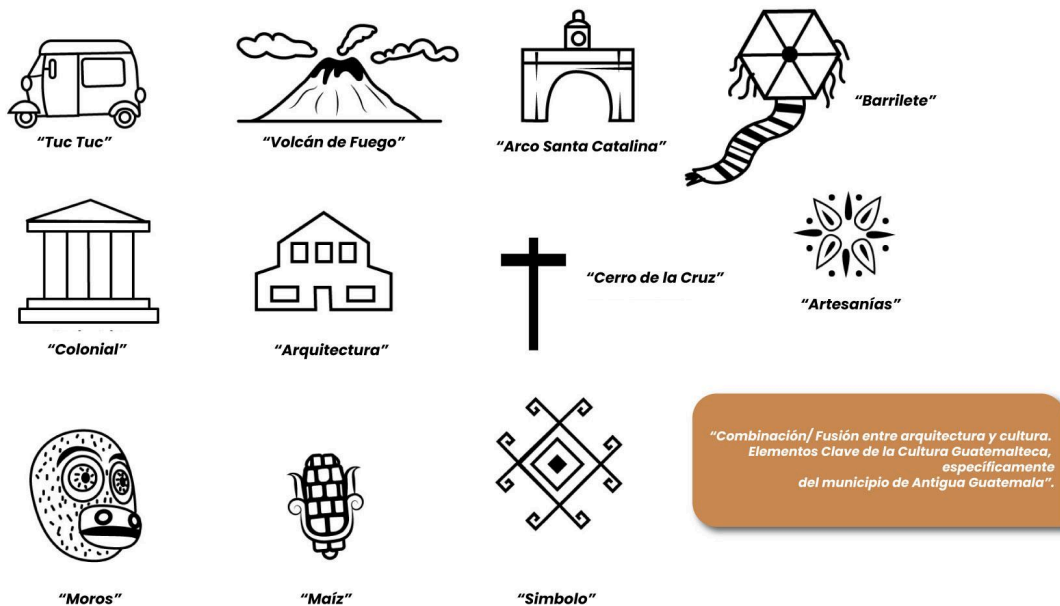 “Tuc Tuc”
“Volcán de Fuego”
“Arco Santa Catalina”
“Barrilete”
“Colonial”
“Arquitectura”
“Cerro de la Cruz”
“Artesanías”
“Moros”
“Maíz”
“Simbolo”
“Combinación/ Fusión entre arquitectura y cultura.
Elementos Clave de la Cultura Guatemalteca,
específicamente
del municipio de Antigua Guatemala”.